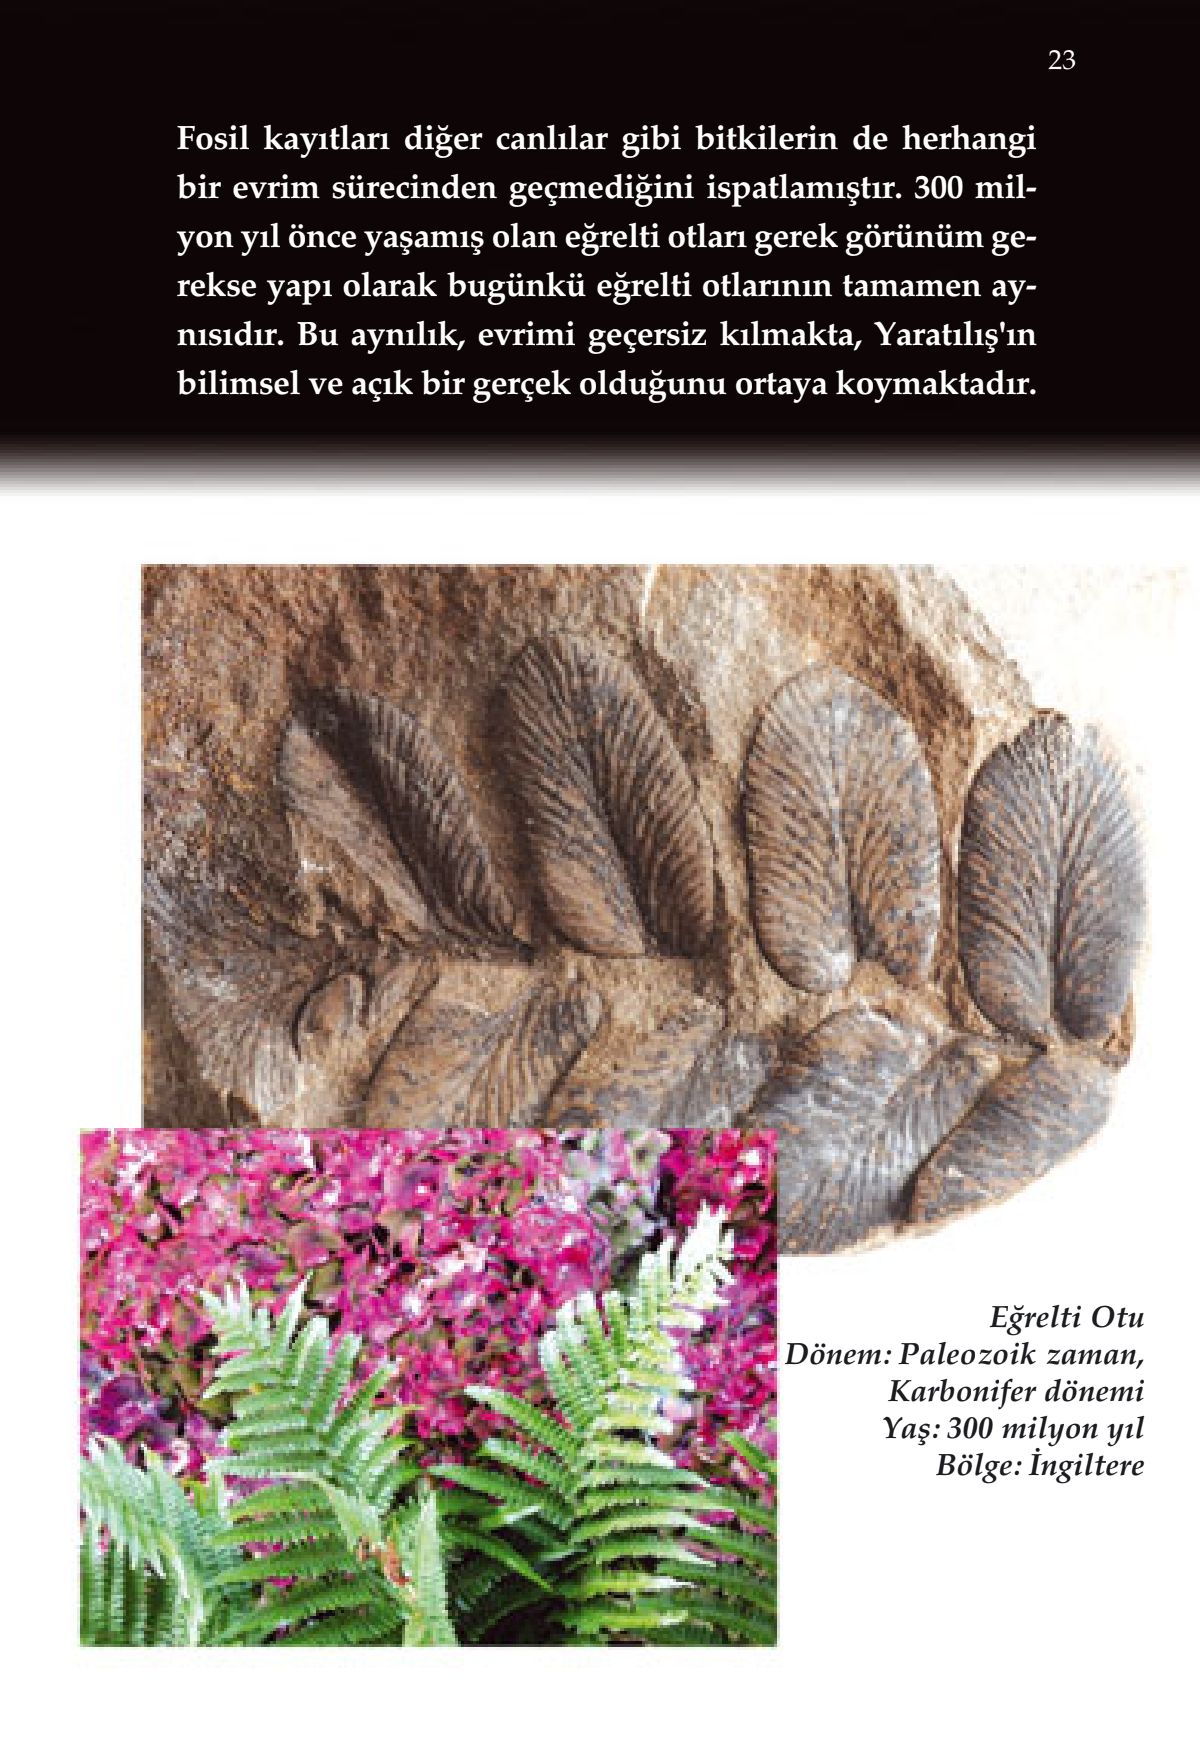 23
Fosil kayıtları diğer canlılar gibi bitkilerin de herhangi
bir evrim sürecinden geçmediğini ispatlamıştır. 300 mil-
yon yıl önce yaşamış olan eğrelti otları gerek görünüm ge-
rekse yapı olarak bugünkü eğrelti otlarının tamamen ay-
nısıdır. Bu aynılık, evrimi geçersiz kılmakta, Yaratılış'ın
bilimsel ve açık bir gerçek olduğunu ortaya koymaktadır.
Eğrelti Otu
Dönem: Paleozoik zaman,
Karbonifer dönemi
Yaş: 300 milyon yıl
Bölge: İngiltere